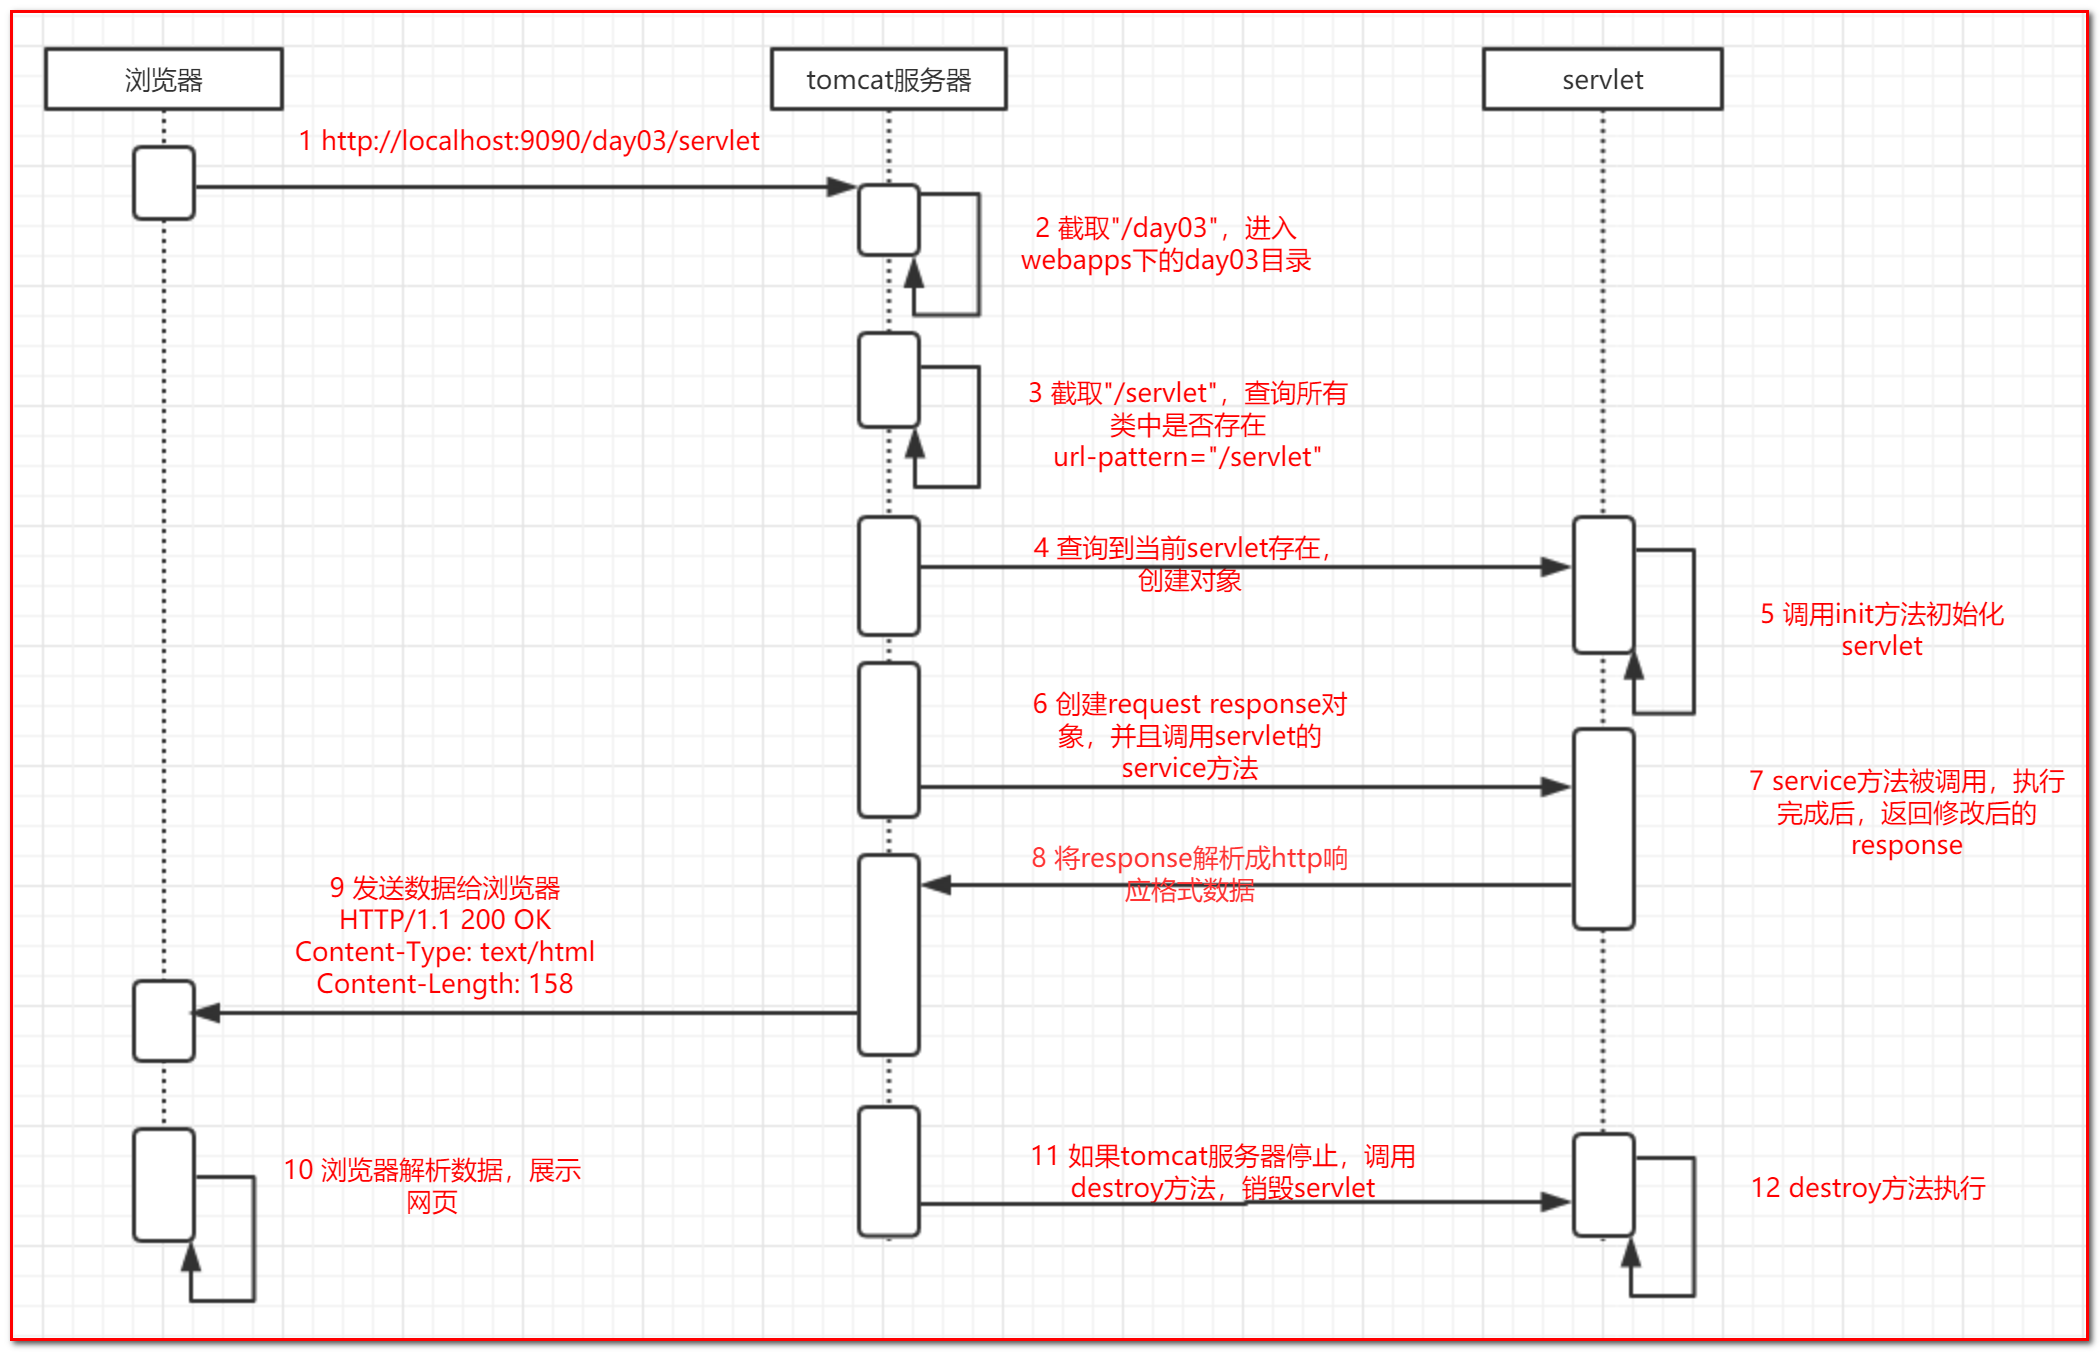 浏览器
tomcat服务器
servlet
1 http://localhost:9090/day03/servlet
2 截取"/day03"，进入
webapps下的day03目录
3 截取"/servlet"，查询所有
类中是否存在
url-pattern="/servlet"
4 查询到当前servlet存在，
创建对象
5 调用init方法初始化
servlet
6 创建request response对
象，并且调用servlet的
service方法
7 service方法被调用，执行
完成后，返回修改后的
response
8 将response解析成http响
应格式数据
9 发送数据给浏览器
HTTP/1.1 200 OK
Content-Type: text/html
Content-Length: 158
10 浏览器解析数据，展示
网页
11 如果tomcat服务器停止，调用
destroy方法，销毁servlet
12 destroy方法执行